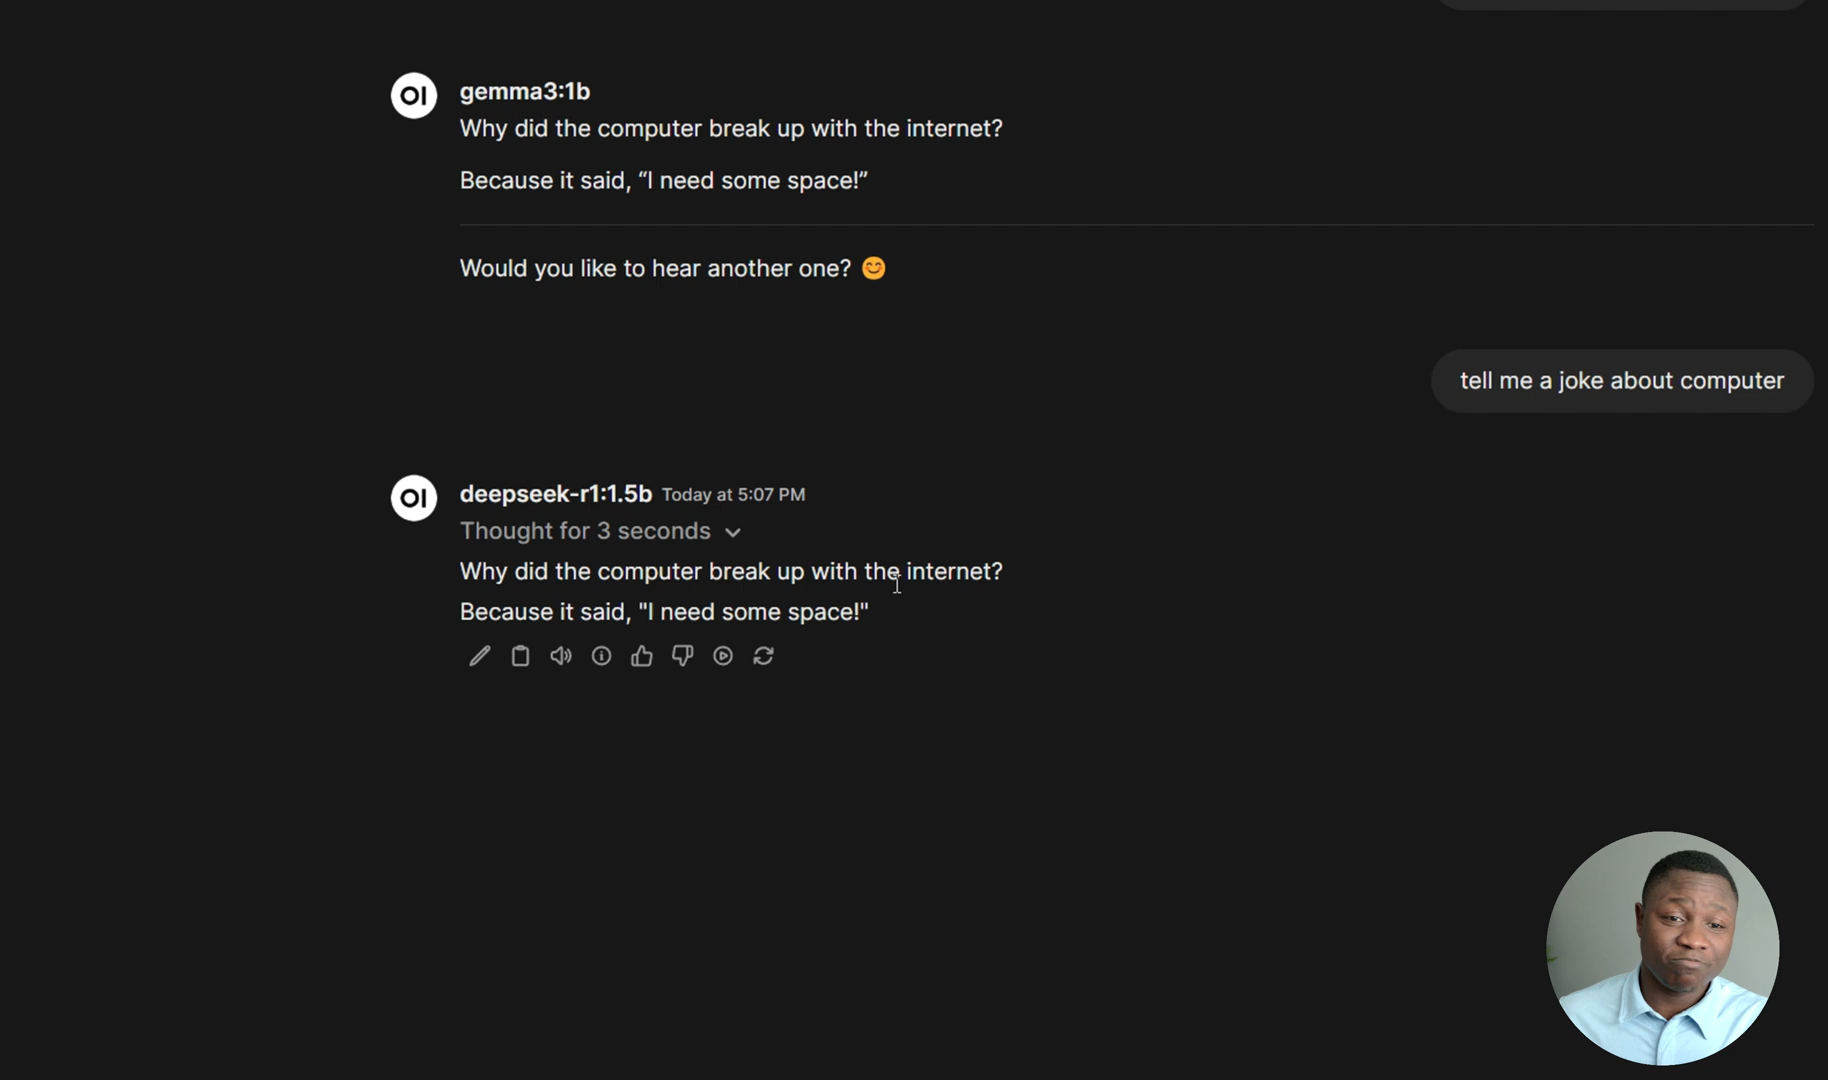 OI gemma3:1b
Why did the computer break up with the internet?
Because it said, “I need some space!”
Would you like to hear another one? 😊
tell me a joke about computer
OI deepseek-r1:1.5b Today at 5:07 PM
Thought for 3 seconds
Why did the computer break up with the internet?
Because it said, "I need some space!"